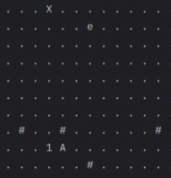 . . . X . . . . . . . .
. . . . . . e . . . . .
. . . . . . . . . . . .
. . . . . . . . . . . .
. . . . . . . . . . . .
. . . . . . . . . . . .
. . . . . . . . . . . .
. # . . # . . . . . . #
. . . 1 A . . . . . . .
. . . . . . # . . . . .